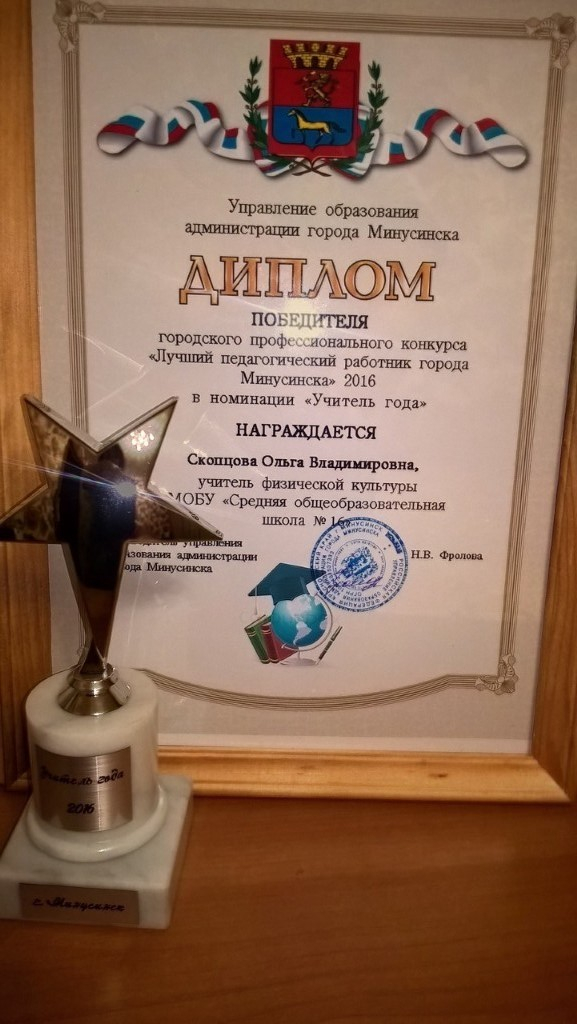 Управление образования
администрации города Минусинска
ДИПЛОМ
ПОБЕДИТЕЛЯ
городского профессионального конкурса
«Лучший педагогический работник города
Минусинска» 2016
в номинации «Учитель года»
НАГРАЖДАЕТСЯ
Скопцова Ольга Владимировна,
учитель физической культуры
МОБУ «Средняя общеобразовательная
школа № 16»
управления
администрации
Минусинска
Н.В. Фролова
Учитель года
2016
г. Минусинск